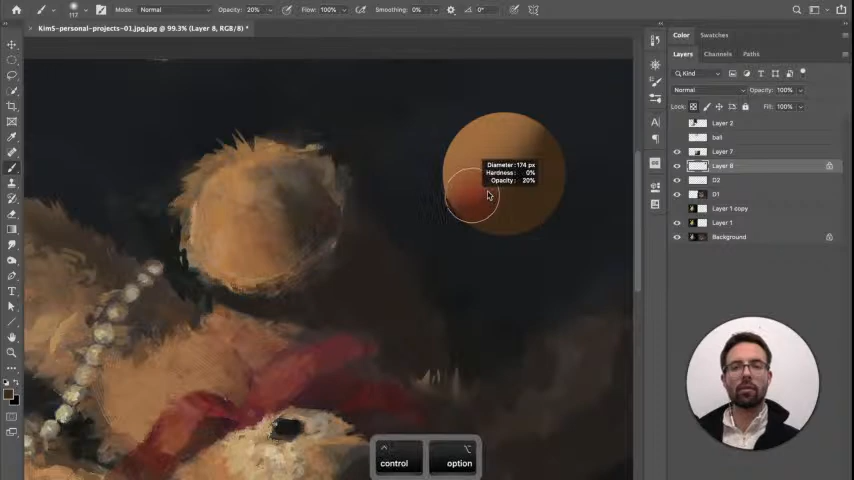 Mode: Normal Opacity: 20% Flow: 100% Smoothing: 0% 0°
117
KimS-personal-projects-01.jpg.jpg @ 99.3% (Layer 8, RGB/8) *
Color Swatches
Layers Channels Paths
Kind
Normal Opacity: 100%
Lock: Fill: 100%
Layer 2
ball
Layer 7
Layer 8
D2
D1
Layer 1 copy
Layer 1
Background
Diameter: 174 px
Hardness: 0%
Opacity: 20%
control option